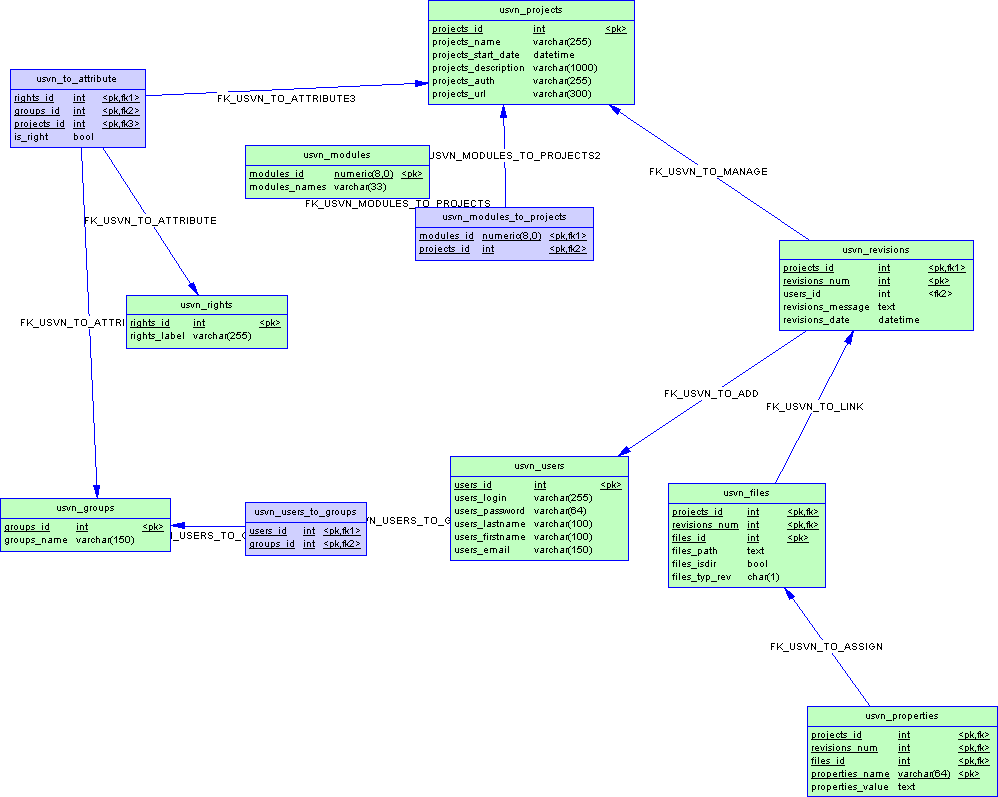 usvn_projects
projects_id int <pk>
projects_name varchar(255)
projects_start_date datetime
projects_description varchar(1000)
projects_auth varchar(255)
projects_url varchar(300)
usvn_to_attribute
rights_id int <pk,fk1>
groups_id int <pk,fk2>
projects_id int <pk,fk3>
is_right bool
FK_USVN_TO_ATTRIBUTE3
usvn_modules
modules_id numeric(8,0) <pk>
modules_names varchar(33)
USVN_MODULES_TO_PROJECTS2
FK_USVN_MODULES_TO_PROJECTS
usvn_modules_to_projects
modules_id numeric(8,0) <pk,fk1>
projects_id int <pk,fk2>
FK_USVN_TO_MANAGE
FK_USVN_TO_ATTRIBUTE
usvn_revisions
projects_id int <pk,fk1>
revisions_num int <pk>
users_id int <fk2>
revisions_message text
revisions_date datetime
usvn_rights
rights_id int <pk>
rights_label varchar(255)
FK_USVN_TO_ATTRI
FK_USVN_TO_ADD
FK_USVN_TO_LINK
usvn_users
users_id int <pk>
users_login varchar(255)
users_password varchar(64)
users_lastname varchar(100)
users_firstname varchar(100)
users_email varchar(150)
usvn_files
projects_id int <pk,fk>
revisions_num int <pk,fk>
files_id int <pk>
files_path text
files_isdir bool
files_typ_rev char(1)
usvn_groups
groups_id int <pk>
groups_name varchar(150)
usvn_users_to_groups
users_id int <pk,fk1>
groups_id int <pk,fk2>
VN_USERS_TO_G
N_USERS_TO_G
FK_USVN_TO_ASSIGN
usvn_properties
projects_id int <pk,fk>
revisions_num int <pk,fk>
files_id int <pk,fk>
properties_name varchar(64) <pk>
properties_value text